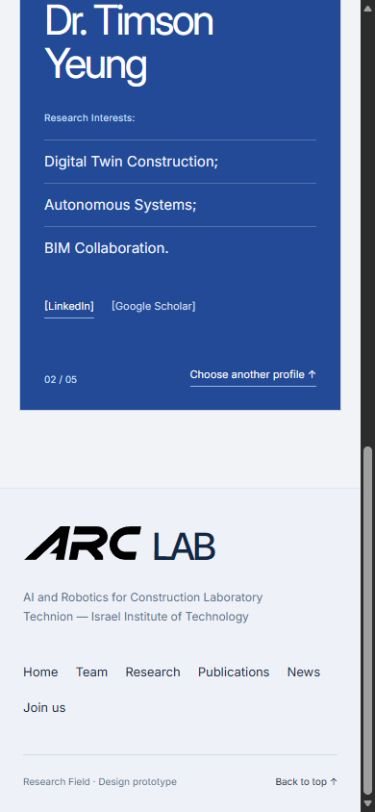 Dr. Timson
Yeung
Research Interests:
Digital Twin Construction;
Autonomous Systems;
BIM Collaboration.
[LinkedIn] [Google Scholar]
02 / 05
Choose another profile ↑
ARC LAB
AI and Robotics for Construction Laboratory
Technion — Israel Institute of Technology
Home Team Research Publications News
Join us
Research Field · Design prototype
Back to top ↑